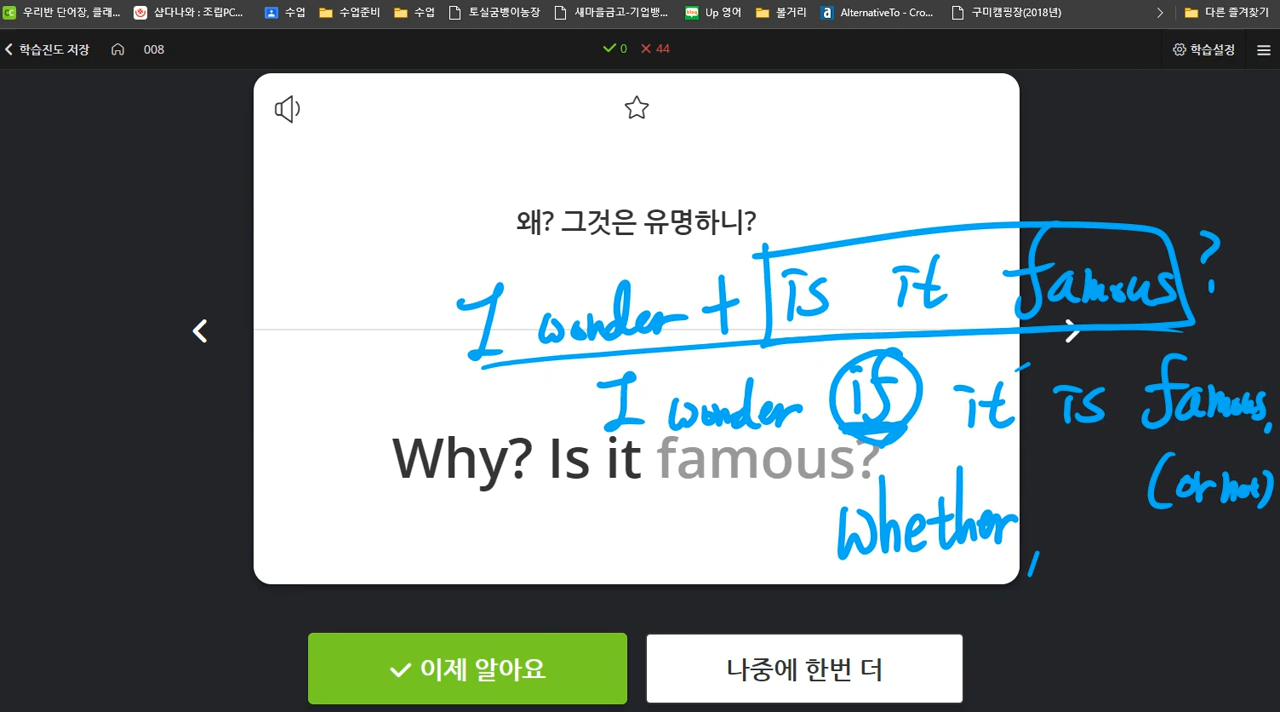 우리반 단어장, 클래... 샵다나와 : 조립PC... 수업 수업준비 수업 토실굼벵이농장 새마을금고-기업뱅... Up 영어 볼거리 AlternativeTo - Cro... 구미캠핑장(2018년) 다른 즐겨찾기
학습진도 저장 008 0 44 학습설정
왜? 그것은 유명하니?
I wonder + is it famous ?
I wonder if it is famous,
Why? Is it famous?
(or not)
whether,
이제 알아요 나중에 한번 더